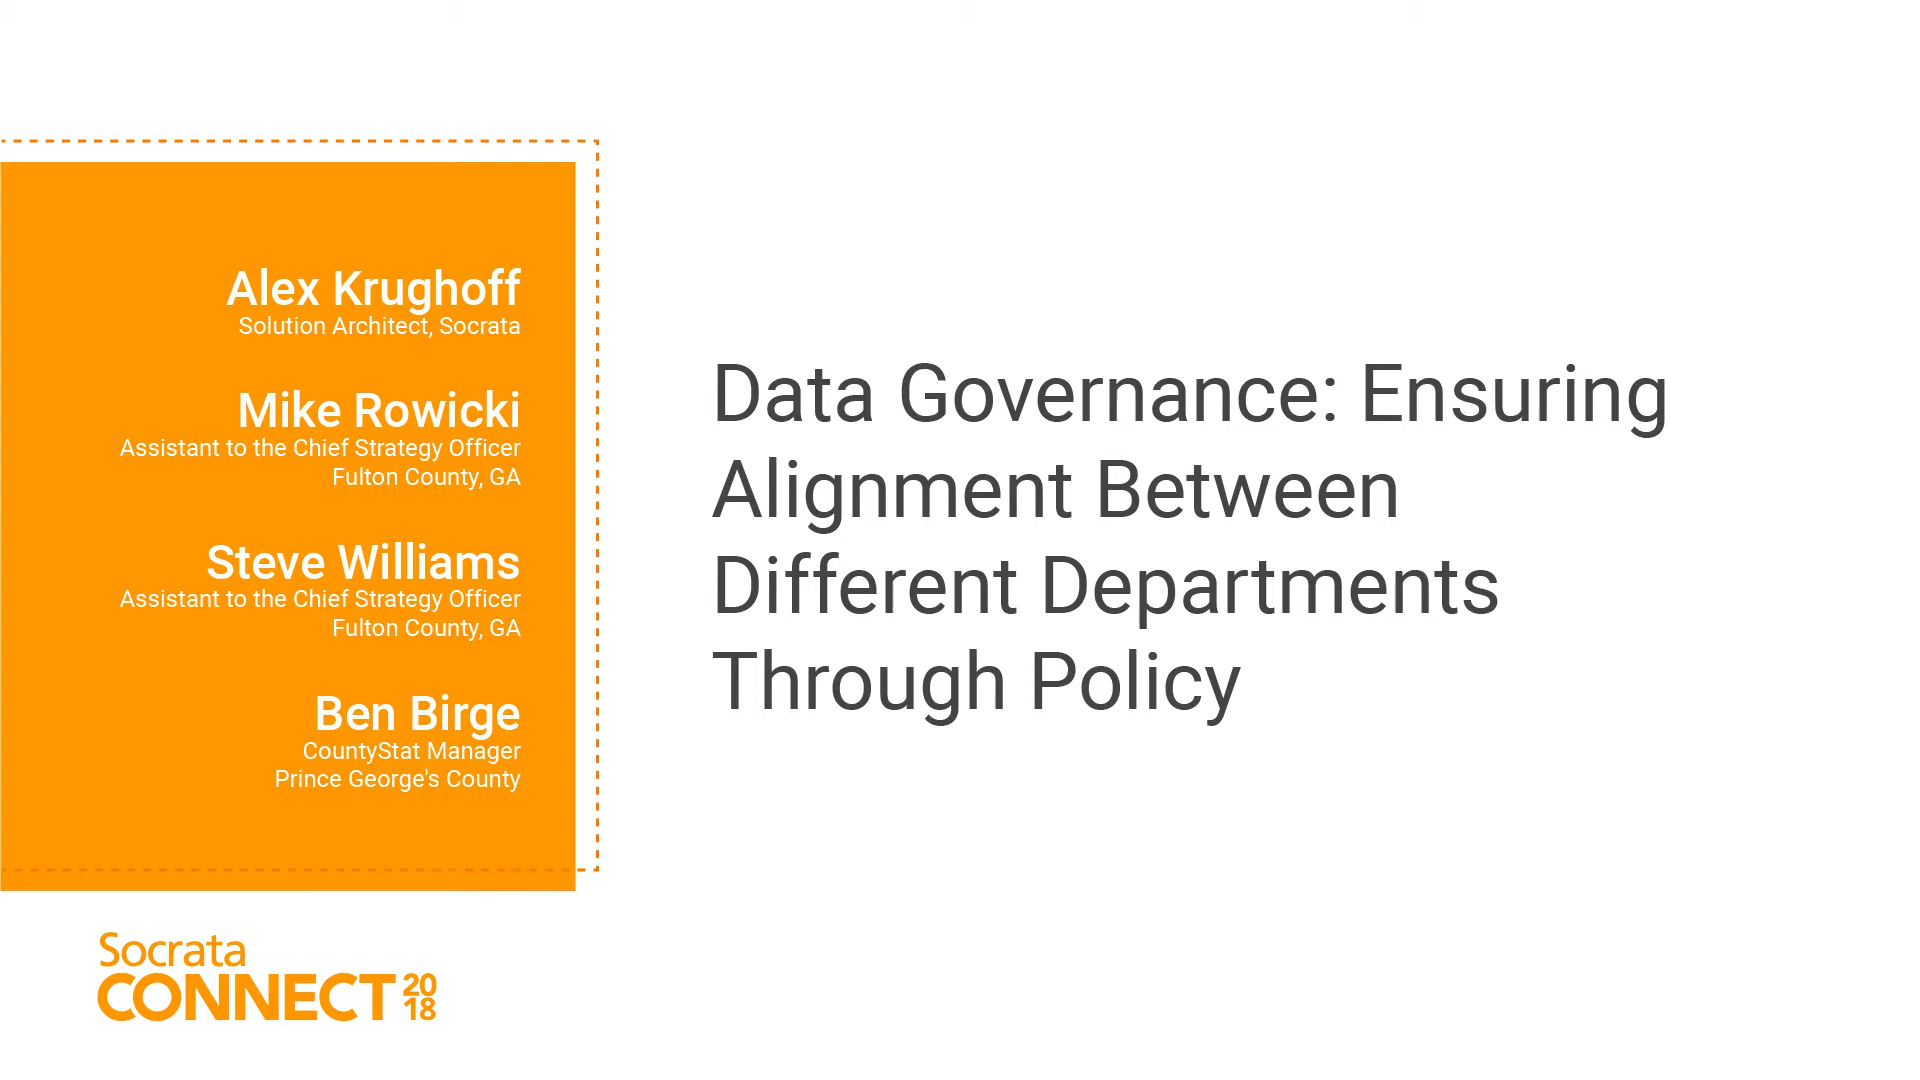 Alex Krughoff
Solution Architect, Socrata
Mike Rowicki
Assistant to the Chief Strategy Officer
Fulton County, GA
Steve Williams
Assistant to the Chief Strategy Officer
Fulton County, GA
Ben Birge
CountyStat Manager
Prince George's County
Data Governance: Ensuring
Alignment Between
Different Departments
Through Policy
Socrata
CONNECT 2018